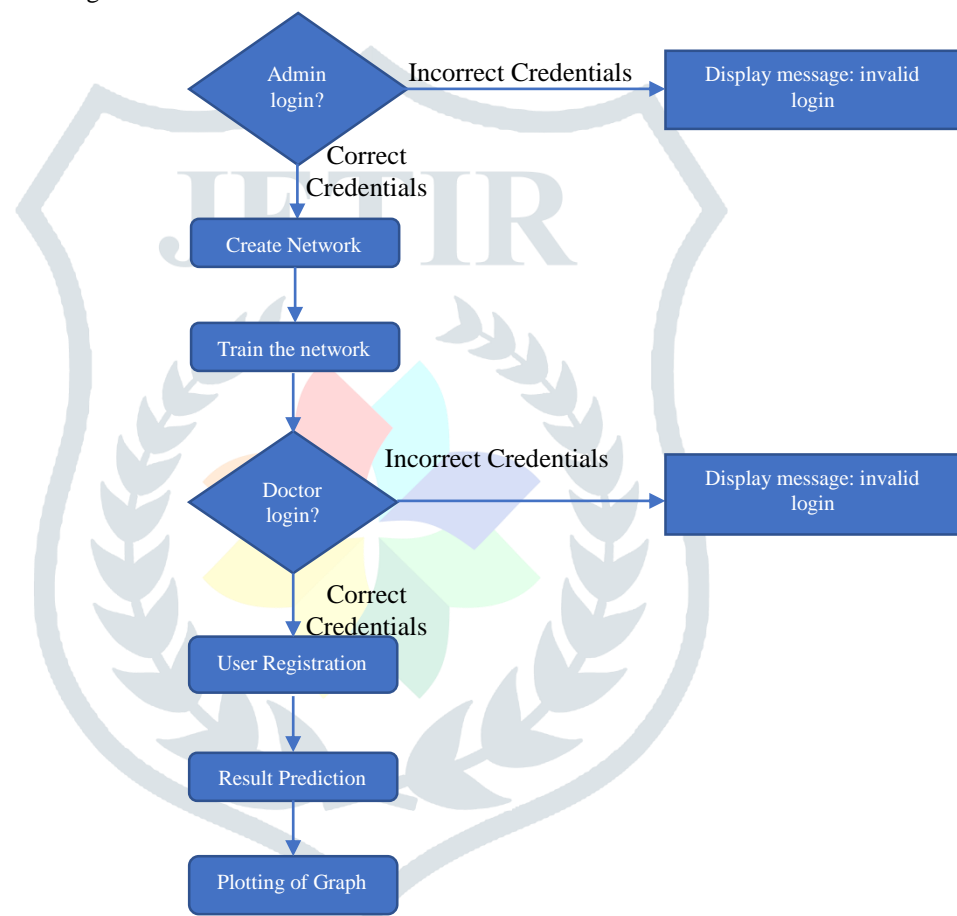 Admin
login?
Incorrect Credentials
Display message: invalid
login
Correct
Credentials
JETIR
Create Network
Train the network
Doctor
login?
Incorrect Credentials
Display message: invalid
login
Correct
Credentials
User Registration
Result Prediction
Plotting of Graph